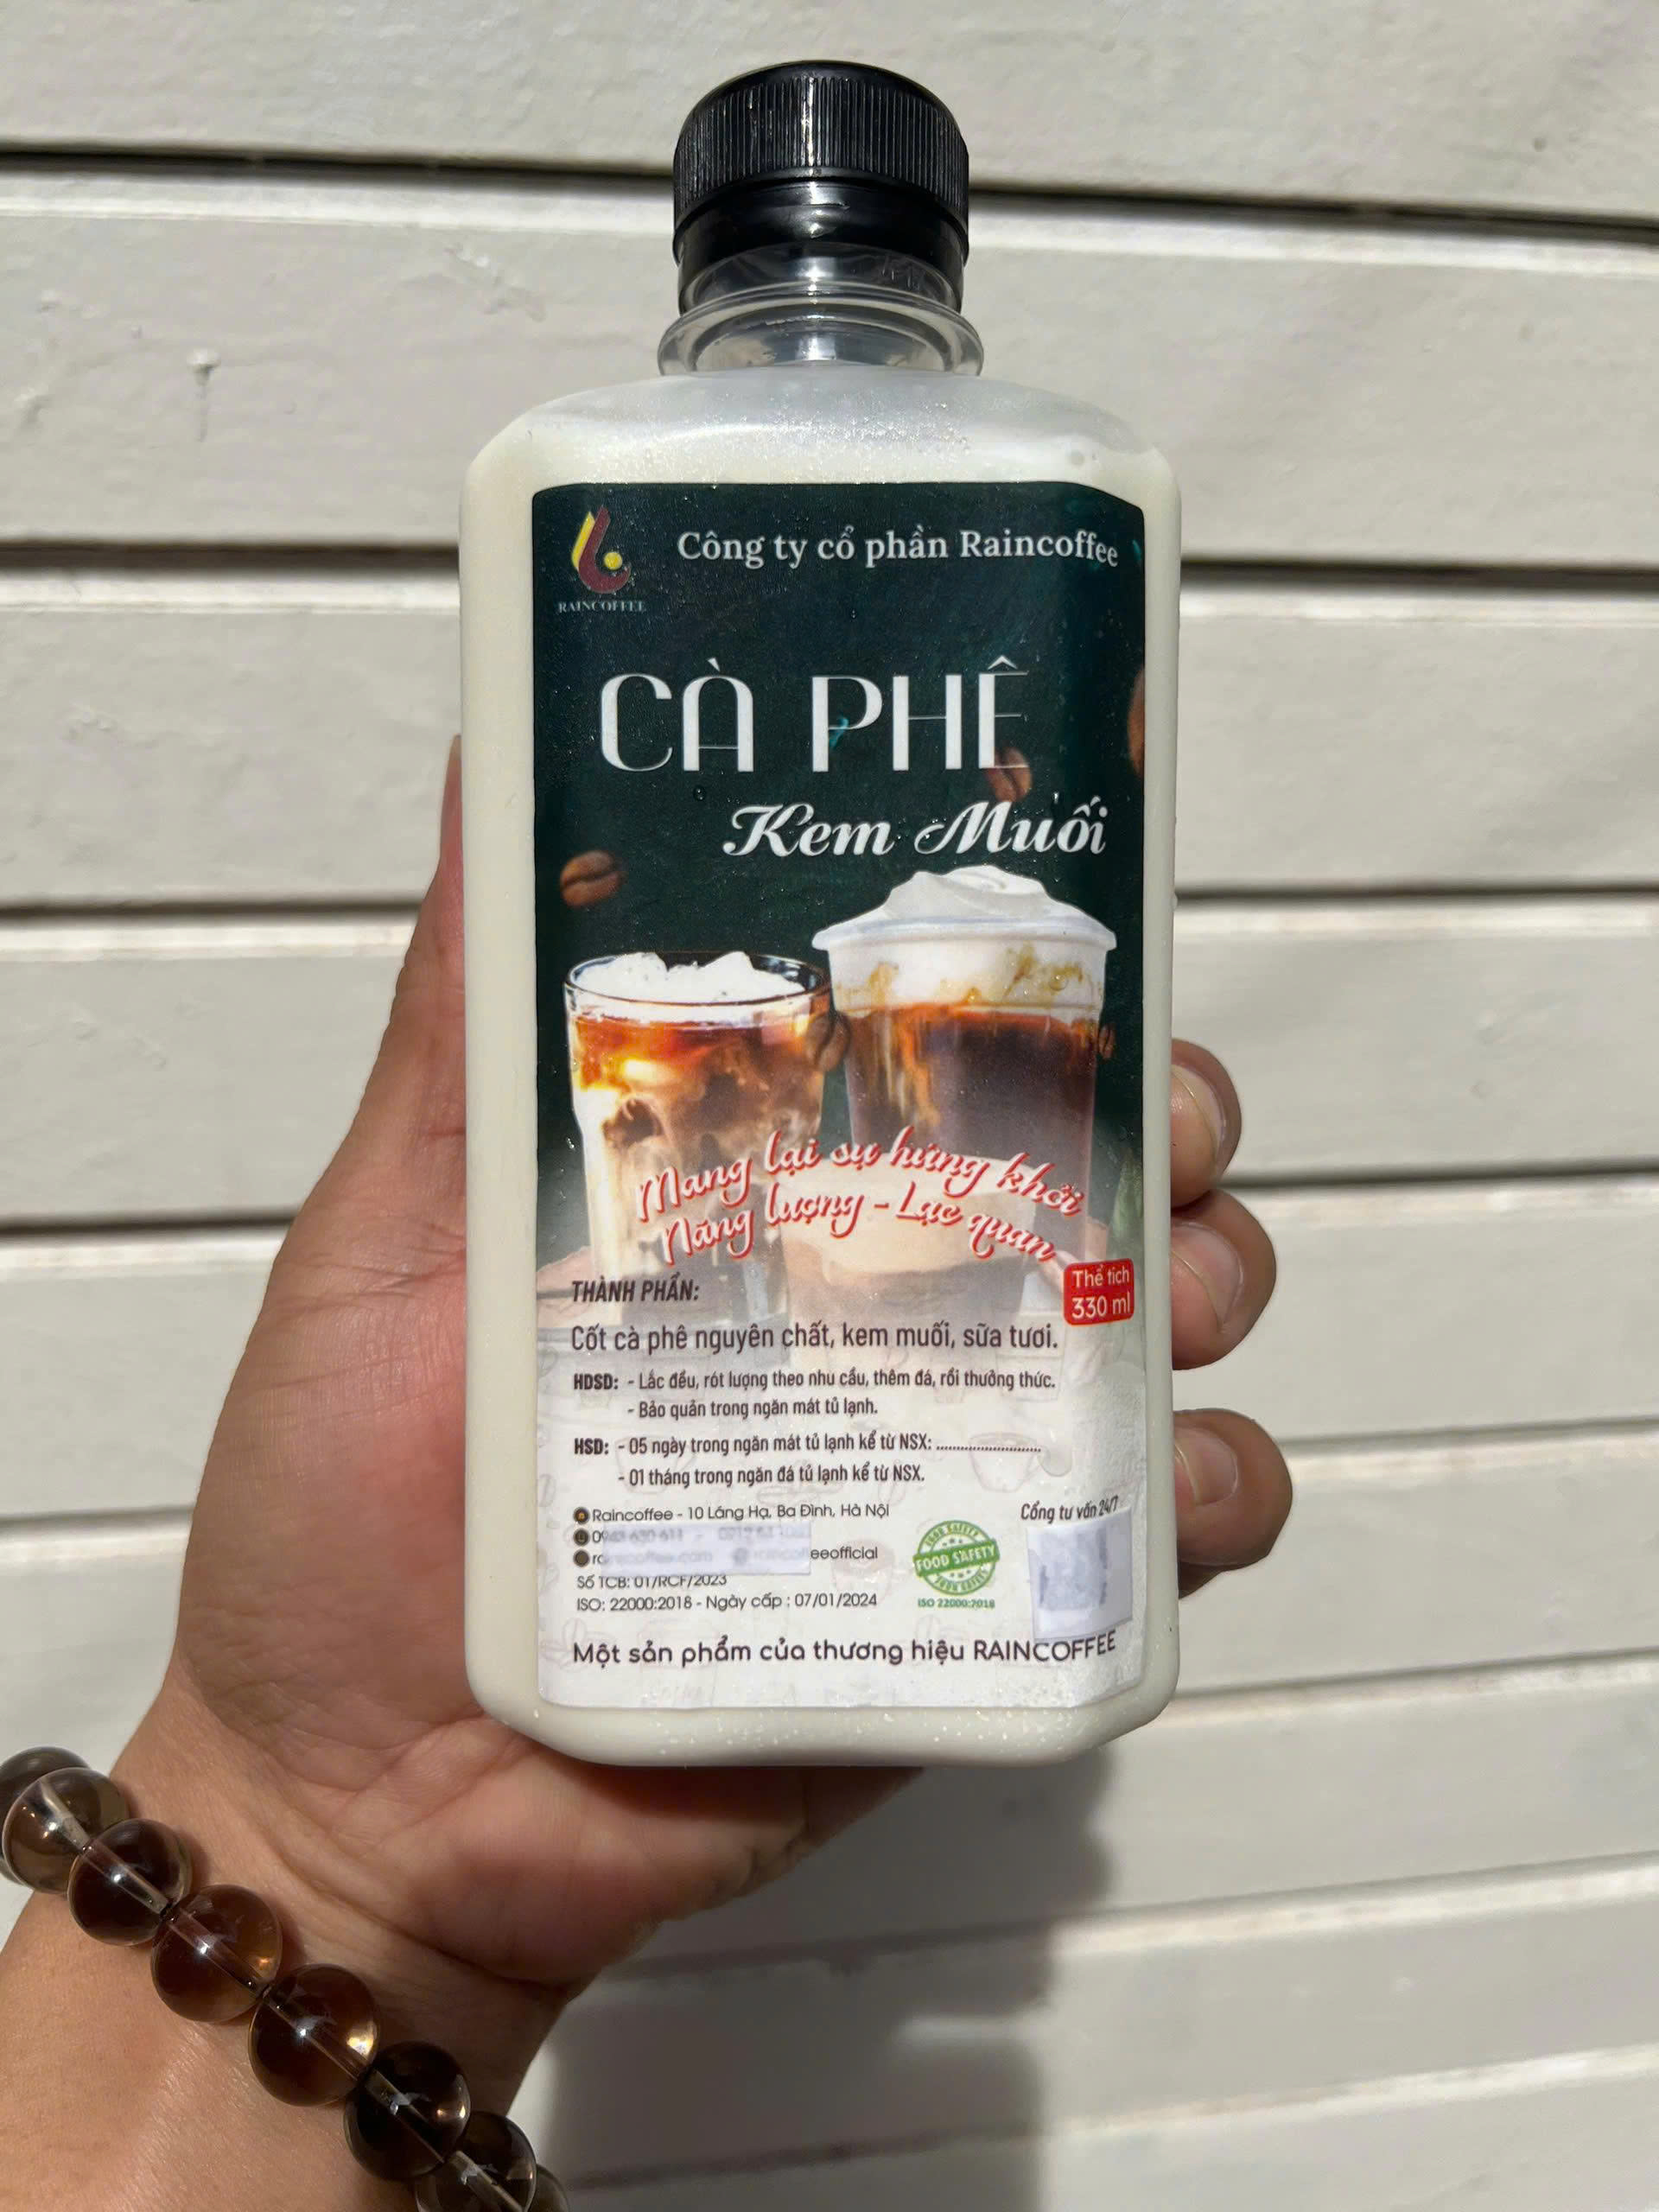 Công ty cổ phần Raincoffee
RAINCOFFEE
CÀ PHÊ
Kem Muối
Mang lại sự hứng khởi
Năng lượng - Lạc quan
Thể tích
330 ml
THÀNH PHẦN:
Cốt cà phê nguyên chất, kem muối, sữa tươi.
HDSD: - Lắc đều, rót lượng theo nhu cầu, thêm đá, rồi thưởng thức.
- Bảo quản trong ngăn mát tủ lạnh.
HSD: - 05 ngày trong ngăn mát tủ lạnh kể từ NSX: ..........................
- 01 tháng trong ngăn đá tủ lạnh kể từ NSX.
Raincoffee - 10 Láng Hạ, Ba Đình, Hà Nội
Cổng tư vấn 24/7
eeofficial
Số TCB: 01/RCF/2023
ISO: 22000:2018 - Ngày cấp : 07/01/2024
FOOD SAFETY
FOOD SAFETY
ISO 22000:2018
Một sản phẩm của thương hiệu RAINCOFFEE